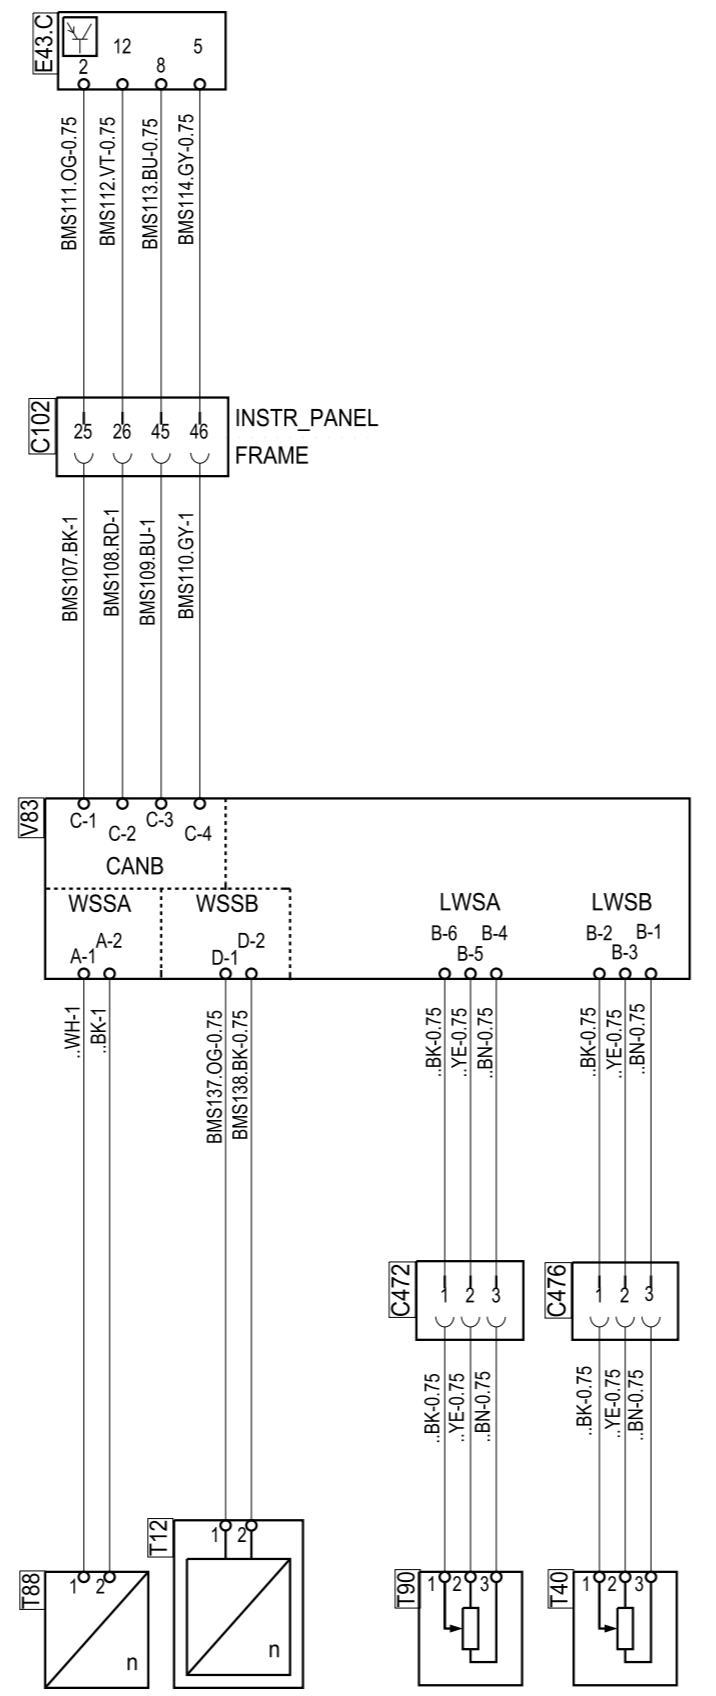 E43.C
12 5
2 8
BMS111.OG-0.75
BMS112.VT-0.75
BMS113.BU-0.75
BMS114.GY-0.75
C102
25 26 45 46
INSTR_PANEL
FRAME
BMS107.BK-1
BMS108.RD-1
BMS109.BU-1
BMS110.GY-1
V83
C-1 C-2 C-3 C-4
CANB
WSSA WSSB LWSA LWSB
A-1 A-2 D-1 D-2 B-6 B-5 B-4 B-2 B-3 B-1
..WH-1
..BK-1
BMS137.OG-0.75
BMS138.BK-0.75
..BK-0.75
..YE-0.75
..BN-0.75
..BK-0.75
..YE-0.75
..BN-0.75
C472
1 2 3
C476
1 2 3
..BK-0.75
..YE-0.75
..BN-0.75
..BK-0.75
..YE-0.75
..BN-0.75
T12
1 2
n
T88
1 2
n
T90
1 2 3
T40
1 2 3